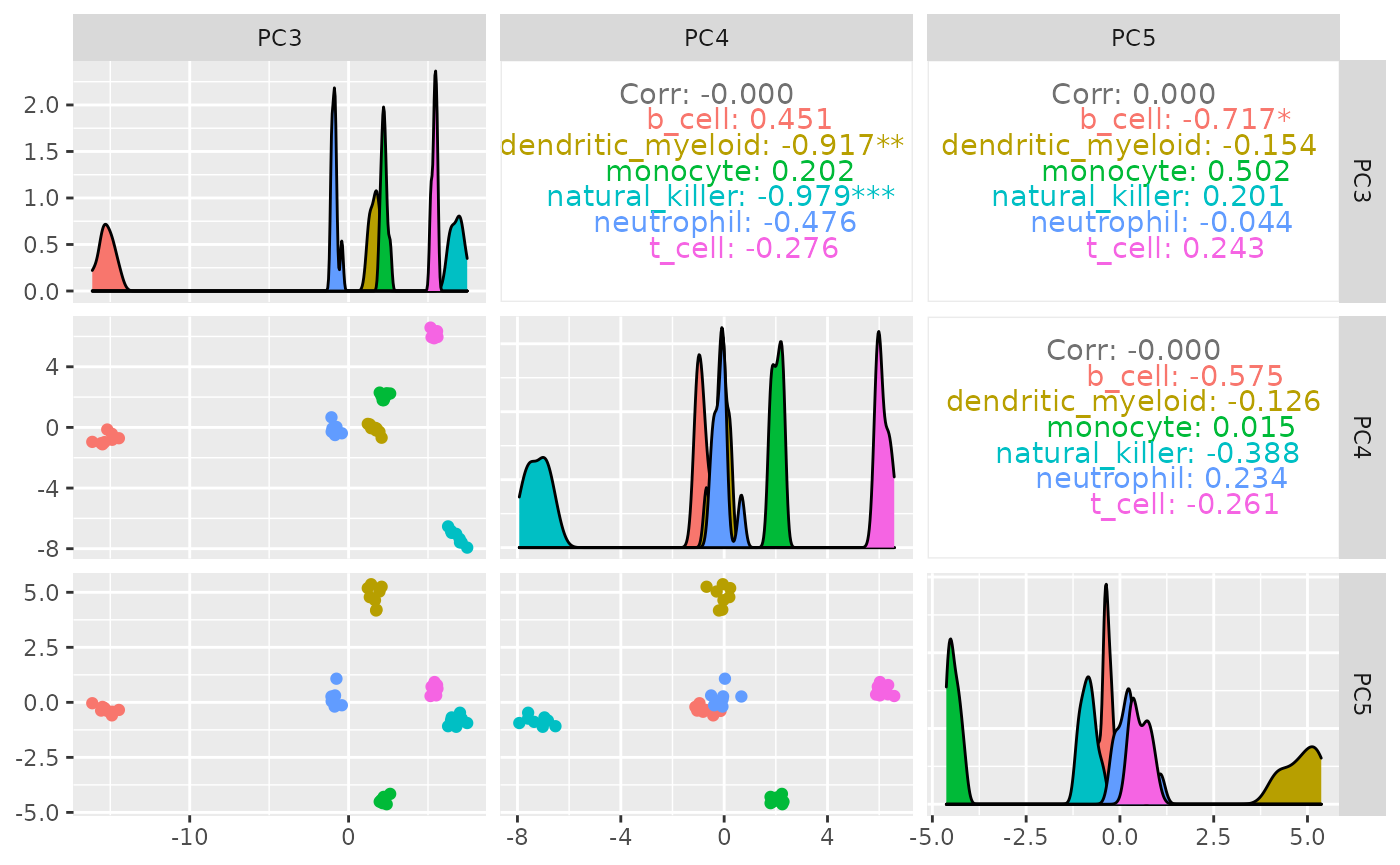 PC3
PC4
PC5
2.0
1.5
1.0
0.5
0.0
Corr: -0.000
b_cell: 0.451
dendritic_myeloid: -0.917**
monocyte: 0.202
natural_killer: -0.979***
neutrophil: -0.476
t_cell: -0.276
Corr: 0.000
b_cell: -0.717*
dendritic_myeloid: -0.154
monocyte: 0.502
natural_killer: 0.201
neutrophil: -0.044
t_cell: 0.243
PC3
4
0
-4
-8
Corr: -0.000
b_cell: -0.575
dendritic_myeloid: -0.126
monocyte: 0.015
natural_killer: -0.388
neutrophil: 0.234
t_cell: -0.261
PC4
5.0
2.5
0.0
-2.5
-5.0
PC5
-10
0
-8
-4
0
4
-5.0
-2.5
0.0
2.5
5.0